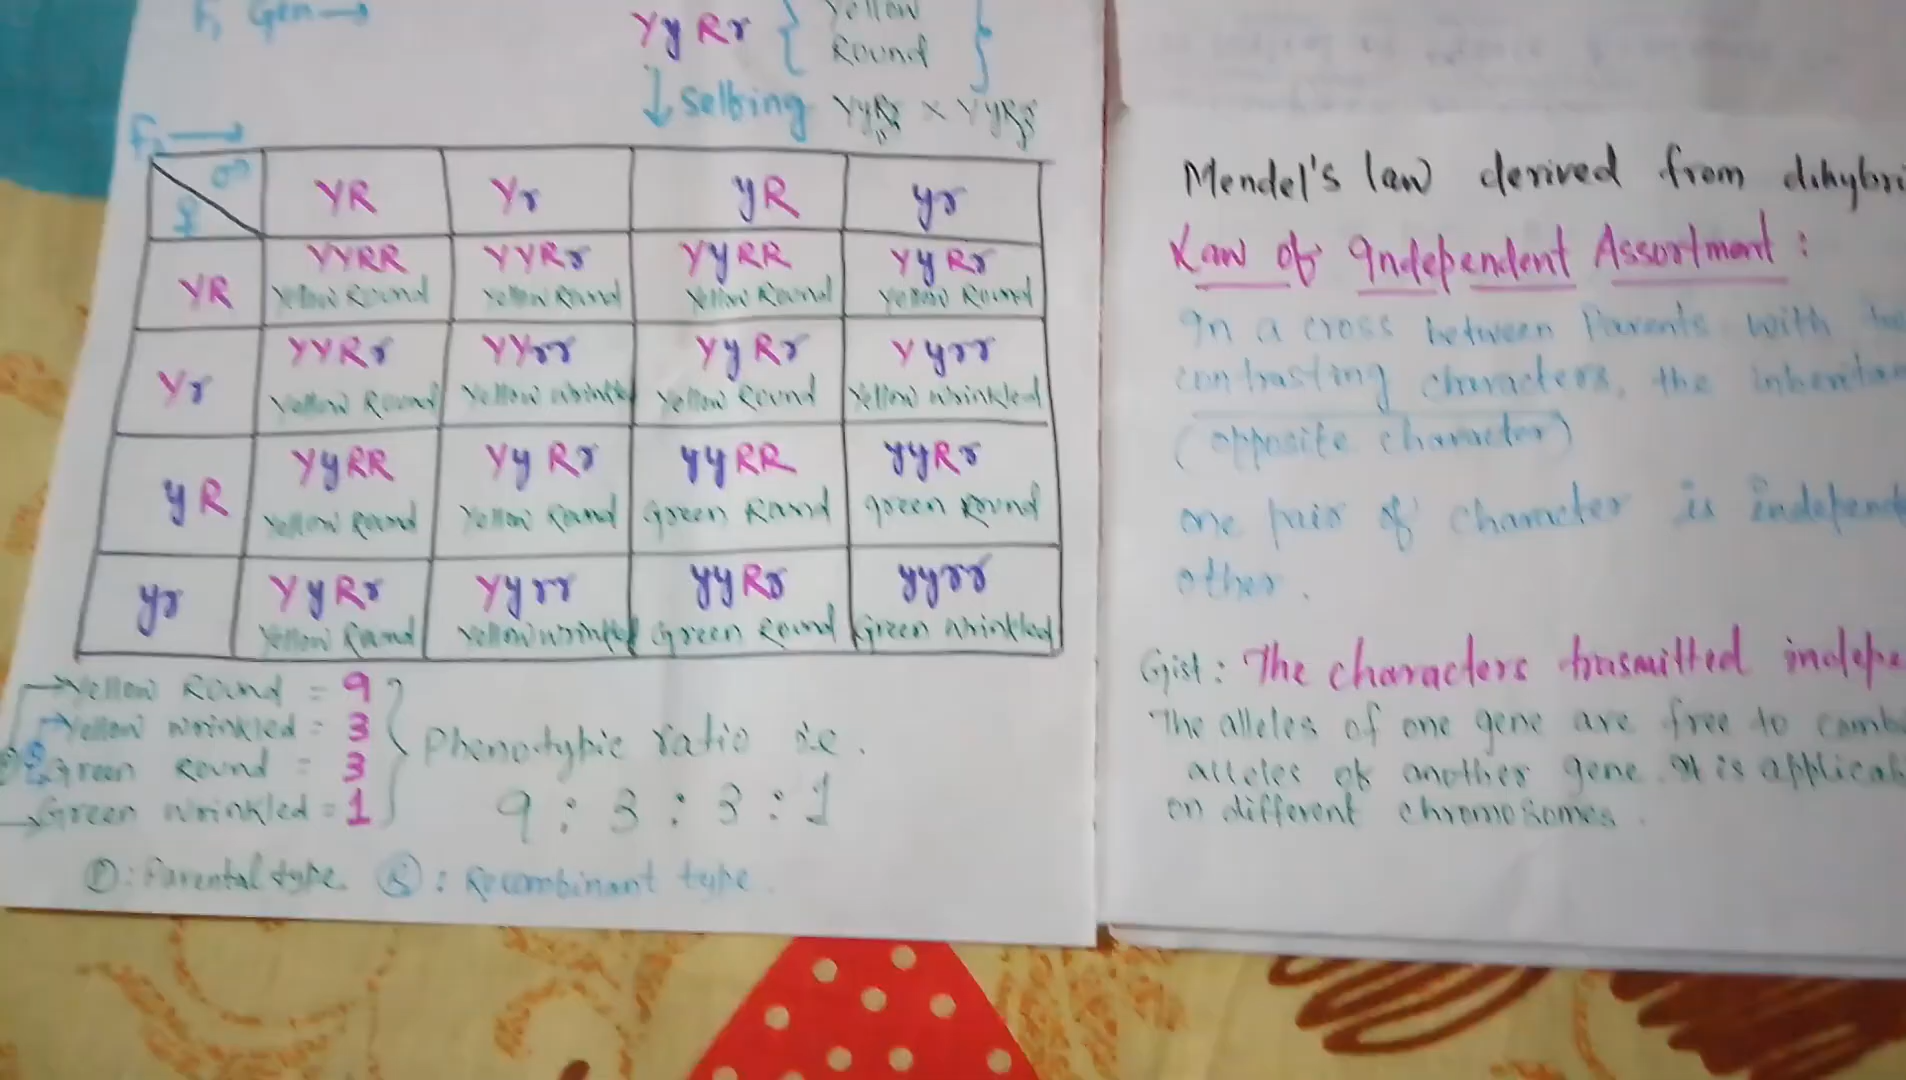 F1 Gen→
YyRr { Yellow
Round }
↓ selfing YyRr × YyRr
F2 →
♂ YR Yr yR yr
♀
YR YYRR YYRr YyRR YyRr
Yellow Round Yellow Round Yellow Round Yellow Round
Yr YYRr YYrr YyRr Yyrr
Yellow Round Yellow wrinkle Yellow Round Yellow wrinkled
yR YyRR YyRr yyRR yyRr
Yellow Round Yellow Round Green Round green round
yr YyRr Yyrr yyRr yyrr
Yellow Round Yellow wrinkled Green Round Green wrinkled
Yellow Round = 9
Yellow wrinkled = 3
Green Round = 3
Green wrinkled = 1
Phenotypic ratio i.e.
9 : 3 : 3 : 1
P : Parental type. R : Recombinant type.
Mendel's law derived from dihybri
Law of Independent Assortment :
In a cross between Parents with
contrasting characters, the inheritan
(opposite character)
one pair of character is independ
other.
Gist : The characters trasmitted indepe
The alleles of one gene are free to comb
alleles of another gene. It is applicab
on different chromosomes.